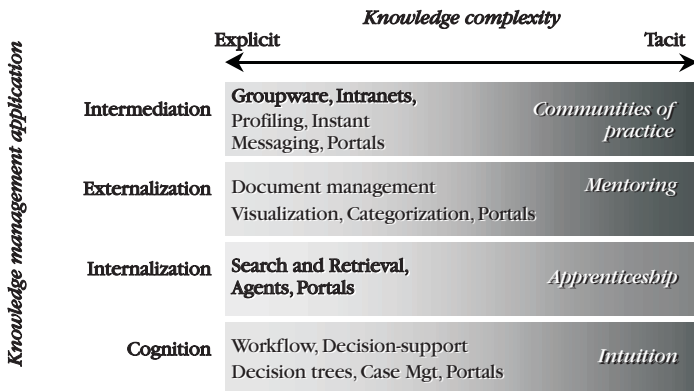 Knowledge complexity
Explicit
Tacit
Knowledge management application
Intermediation
Groupware, Intranets,
Profiling, Instant
Messaging, Portals
Communities of
practice
Externalization
Document management
Visualization, Categorization, Portals
Mentoring
Internalization
Search and Retrieval,
Agents, Portals
Apprenticeship
Cognition
Workflow, Decision-support
Decision trees, Case Mgt, Portals
Intuition